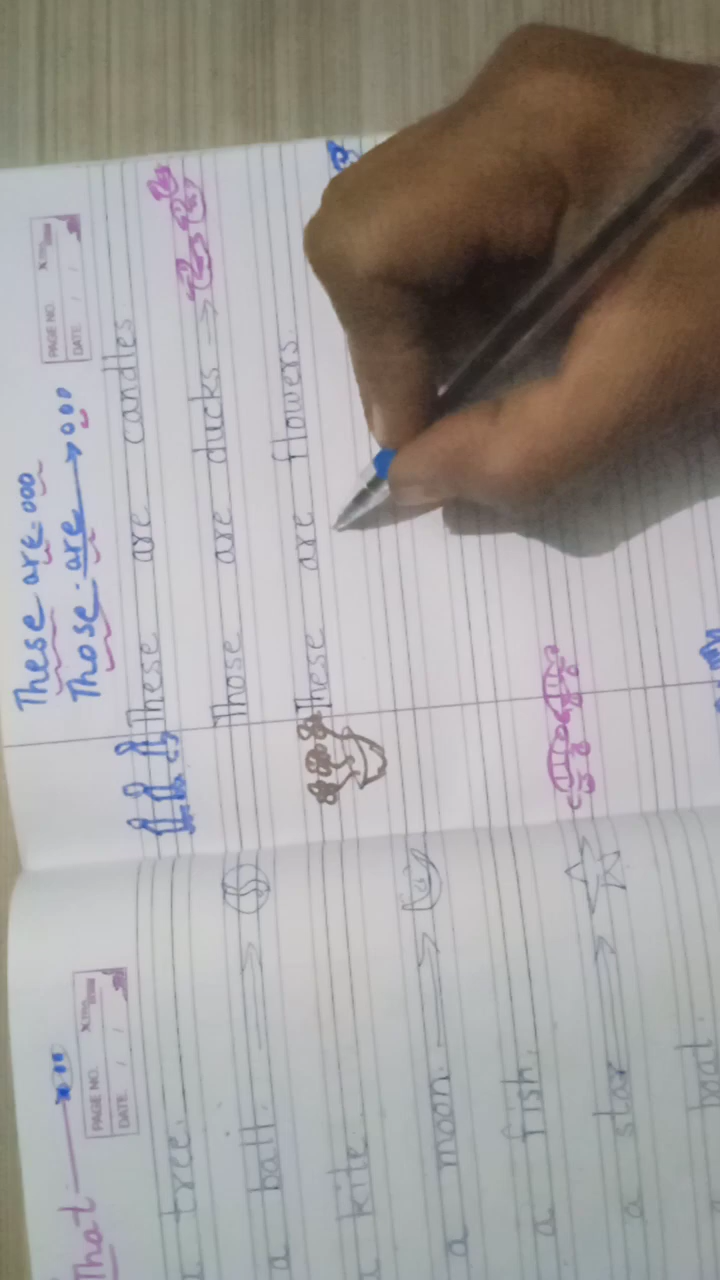 These are
Those are
PAGE NO.
DATE
These are candles.
Those are ducks
These are flowers.
That
PAGE NO.
DATE
tree.
a ball.
kite.
a moon.
a fish.
a star
a boat.